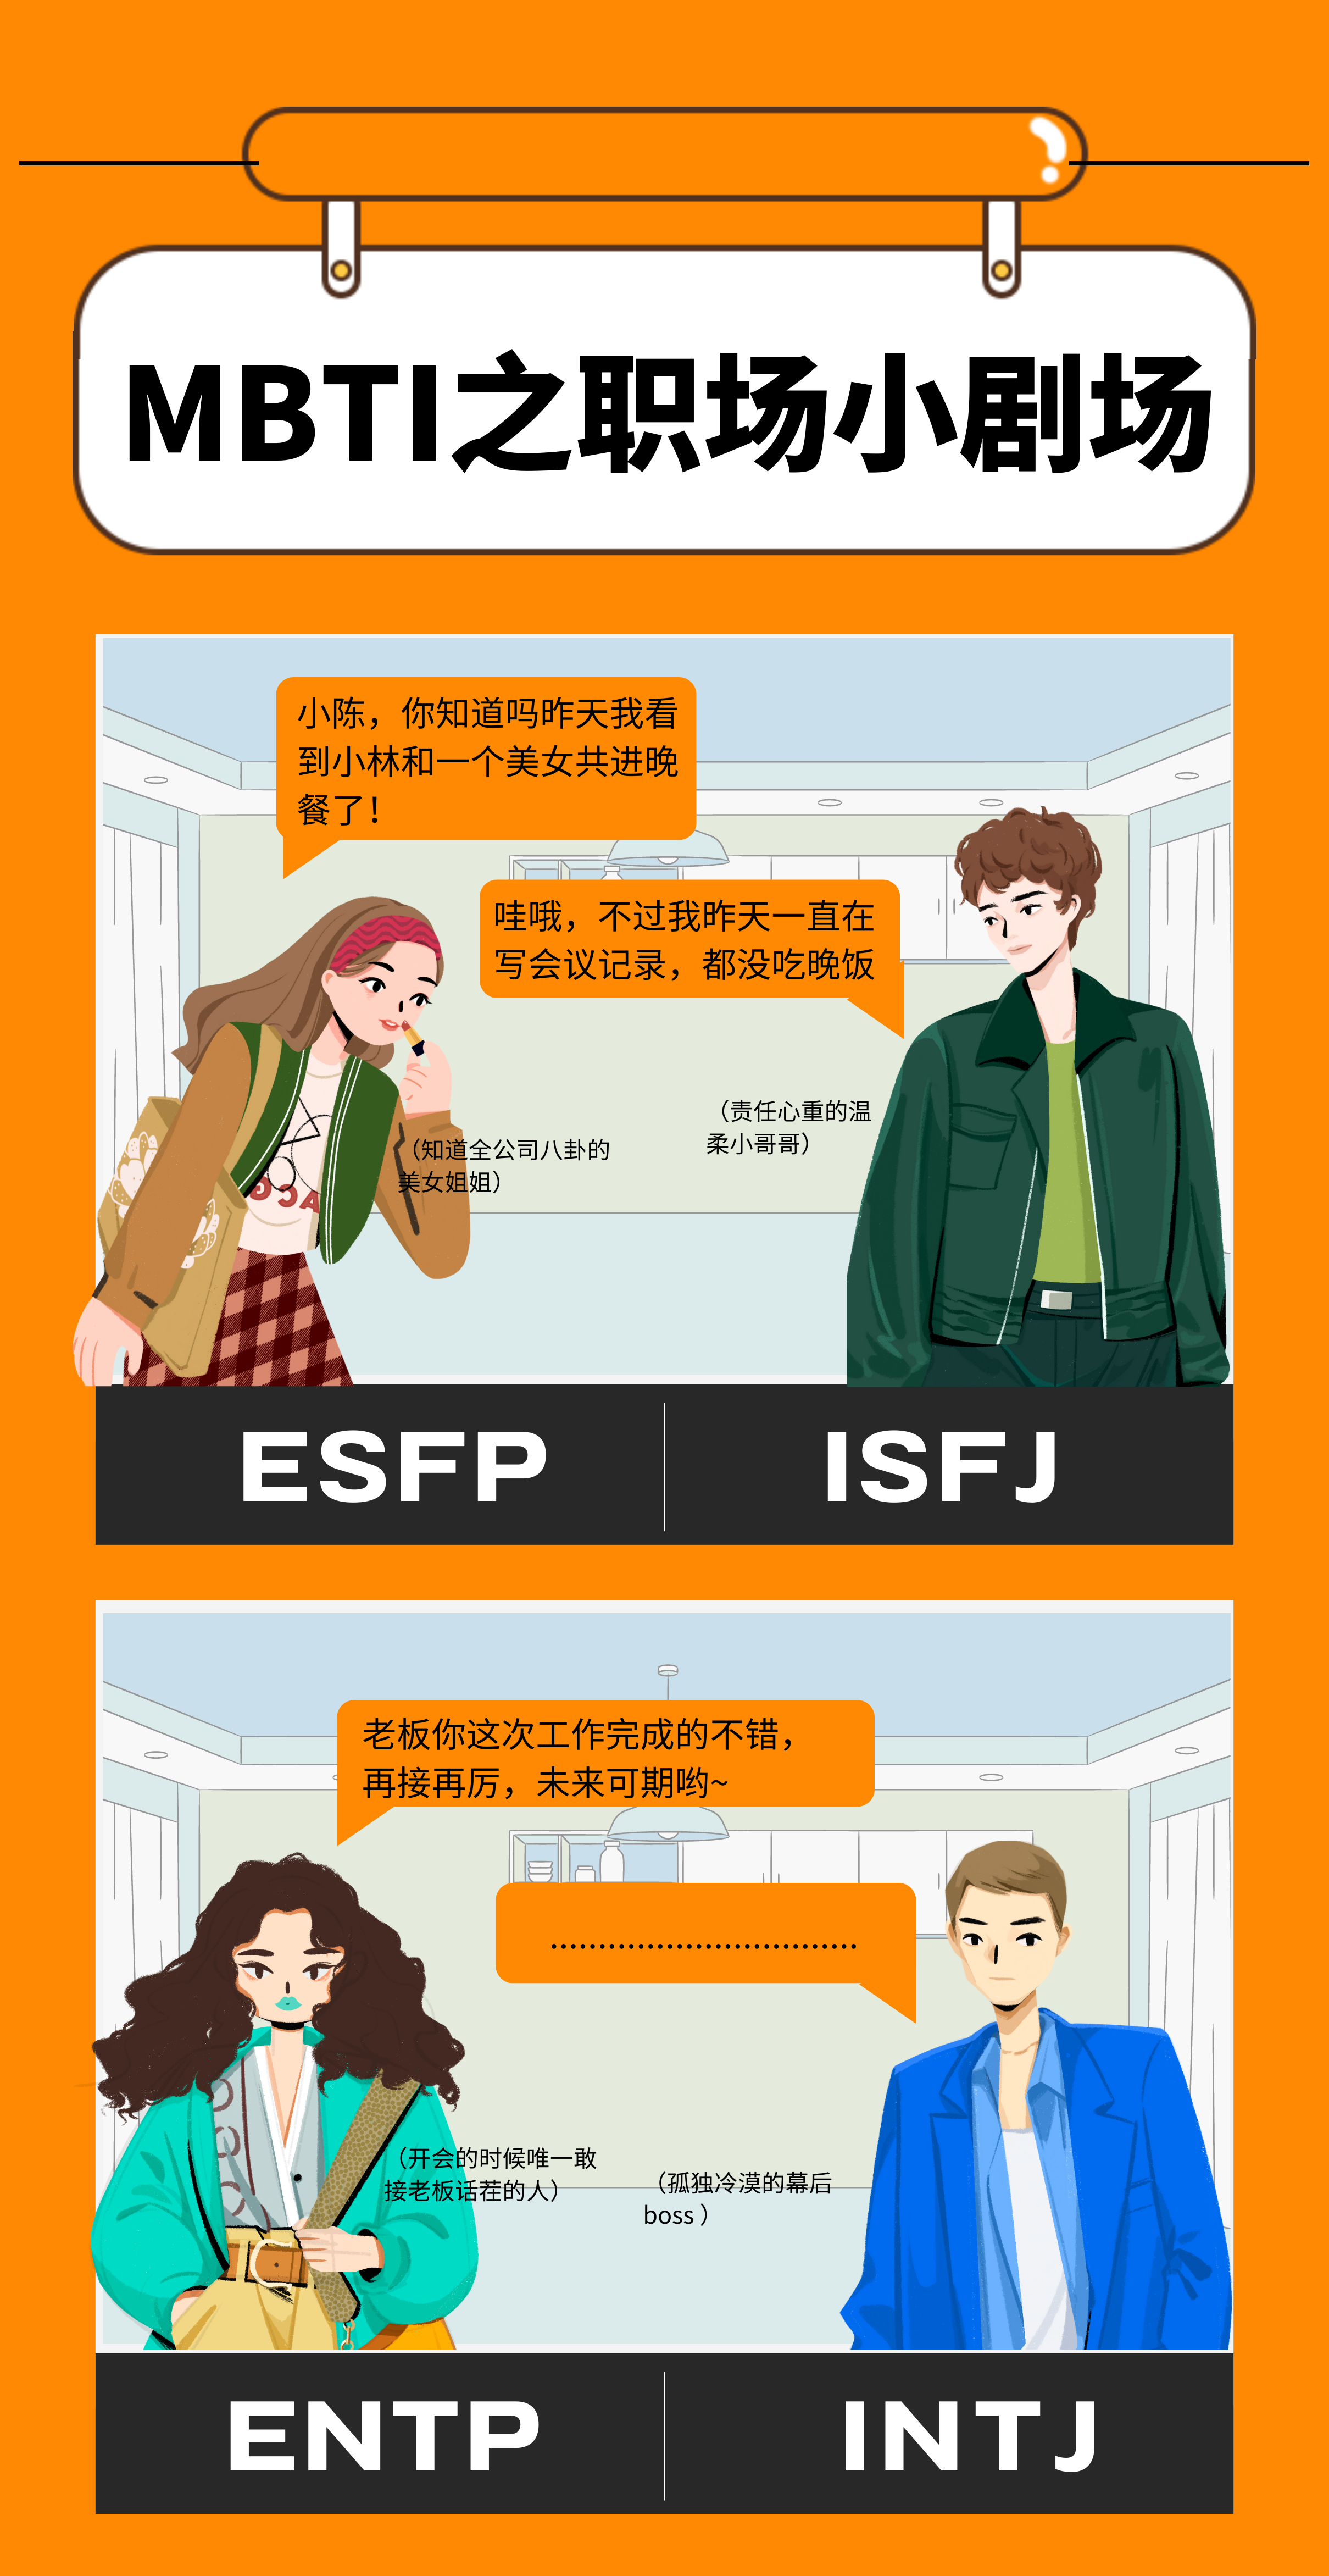 MBTI之职场小剧场
小陈，你知道吗昨天我看
到小林和一个美女共进晚
餐了！
哇哦，不过我昨天一直在
写会议记录，都没吃晚饭
（责任心重的温
柔小哥哥）
（知道全公司八卦的
美女姐姐）
ESFP
ISFJ
老板你这次工作完成的不错，
再接再厉，未来可期哟~
................................
（开会的时候唯一敢
接老板话茬的人）
（孤独冷漠的幕后
boss ）
ENTP
INTJ